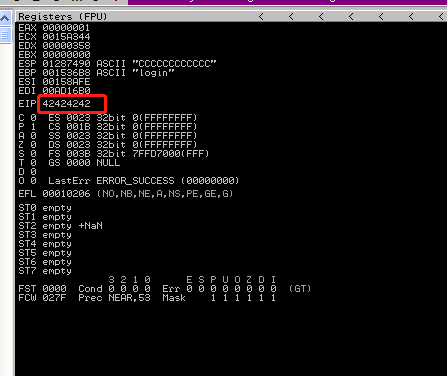 Registers (FPU) < < < < < <
EAX 00000001
ECX 0015A344
EDX 00000358
EBX 00000000
ESP 01287490 ASCII "CCCCCCCCCCCC"
EBP 001536B8 ASCII "login"
ESI 00158AFE
EDI 00AD16B0
EIP 42424242
C 0 ES 0023 32bit 0(FFFFFFFF)
P 1 CS 001B 32bit 0(FFFFFFFF)
A 0 SS 0023 32bit 0(FFFFFFFF)
Z 0 DS 0023 32bit 0(FFFFFFFF)
S 0 FS 003B 32bit 7FFD7000(FFF)
T 0 GS 0000 NULL
D 0
O 0 LastErr ERROR_SUCCESS (00000000)
EFL 00010206 (NO,NB,NE,A,NS,PE,GE,G)
ST0 empty
ST1 empty
ST2 empty +NaN
ST3 empty
ST4 empty
ST5 empty
ST6 empty
ST7 empty
3 2 1 0 E S P U O Z D I
FST 0000 Cond 0 0 0 0 Err 0 0 0 0 0 0 0 0 (GT)
FCW 027F Prec NEAR,53 Mask 1 1 1 1 1 1